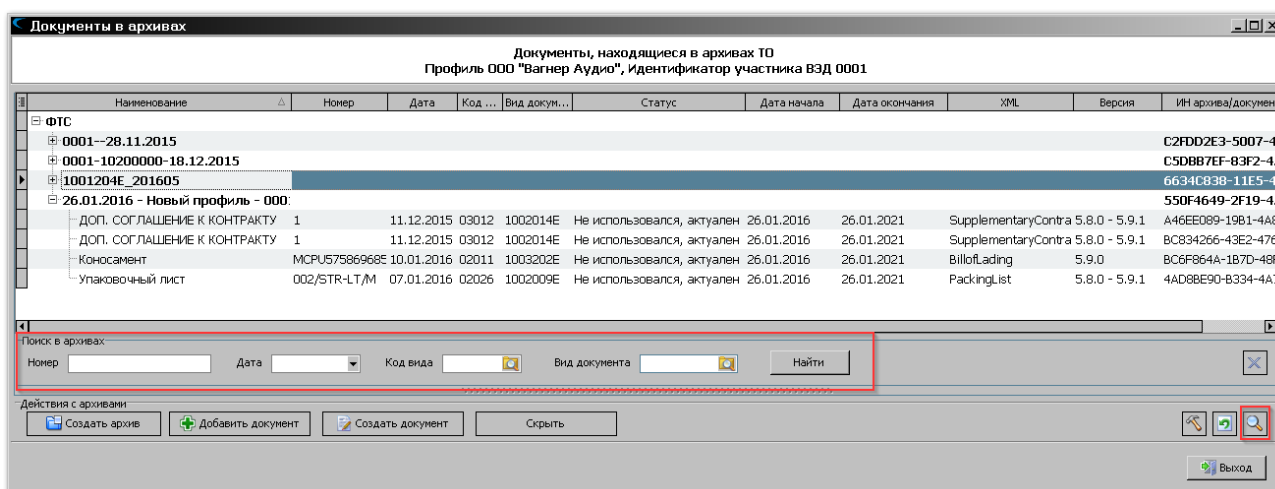 Документы в архивах
Документы, находящиеся в архивах ТО
Профиль ООО "Вагнер Аудио", Идентификатор участника ВЭД 0001
Наименование Номер Дата Код ... Вид докум... Статус Дата начала Дата окончания XML Версия ИН архива/докумен
ФТС
0001--28.11.2015 C2FDD2E3-5007-4
0001-10200000-18.12.2015 C5DBB7EF-83F2-4
1001204E_201605 6634C838-11E5-4
26.01.2016 - Новый профиль - 000 550F4649-2F19-4
ДОП. СОГЛАШЕНИЕ К КОНТРАКТУ 1 11.12.2015 03012 1002014E Не использовался, актуален 26.01.2016 26.01.2021 SupplementaryContra 5.8.0 - 5.9.1 A46EE089-19B1-4A8
ДОП. СОГЛАШЕНИЕ К КОНТРАКТУ 1 11.12.2015 03012 1002014E Не использовался, актуален 26.01.2016 26.01.2021 SupplementaryContra 5.8.0 - 5.9.1 BC834266-43E2-476
Коносамент MCPU575869685 10.01.2016 02011 1003202E Не использовался, актуален 26.01.2016 26.01.2021 BillofLading 5.9.0 BC6F864A-1B7D-48F
Упаковочный лист 002/STR-LT/M 07.01.2016 02026 1002009E Не использовался, актуален 26.01.2016 26.01.2021 PackingList 5.8.0 - 5.9.1 4AD8BE90-B334-4A
Поиск в архивах
Номер Дата Код вида Вид документа Найти
Действия с архивами
Создать архив Добавить документ Создать документ Скрыть
Выход